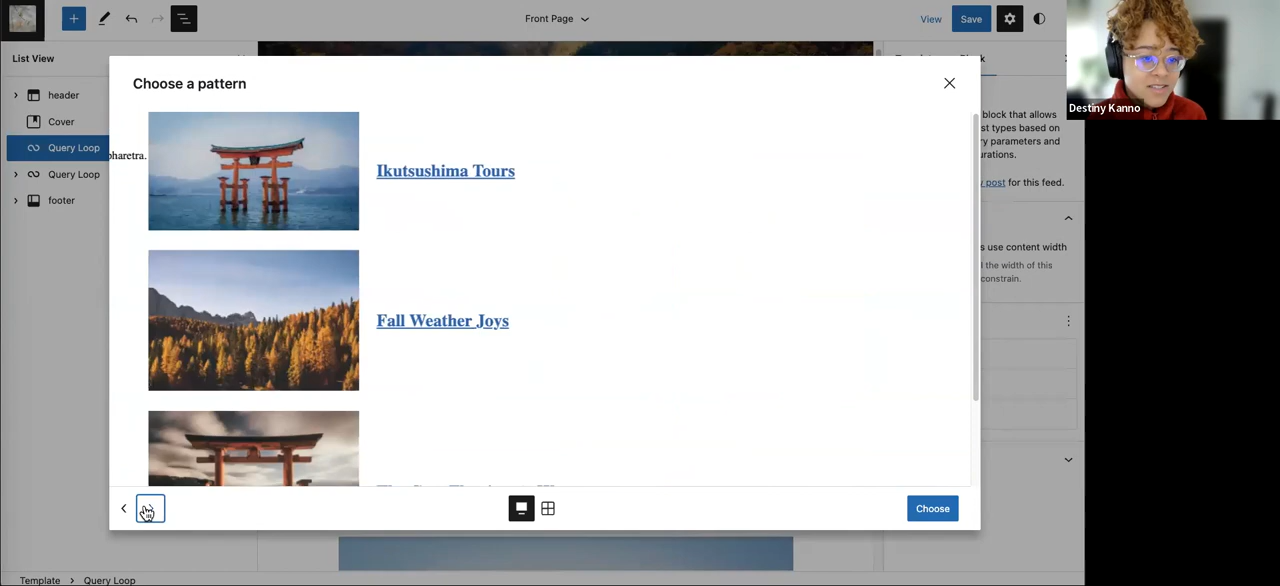 Front Page
View
Save
List View
Choose a pattern
header
Cover
Query Loop
Query Loop
footer
pharetra.
Ikutsushima Tours
Fall Weather Joys
block that allows
st types based on
ry parameters and
urations.
post for this feed.
s use content width
d the width of this
constrain.
Choose
Template > Query Loop
Destiny Kanno